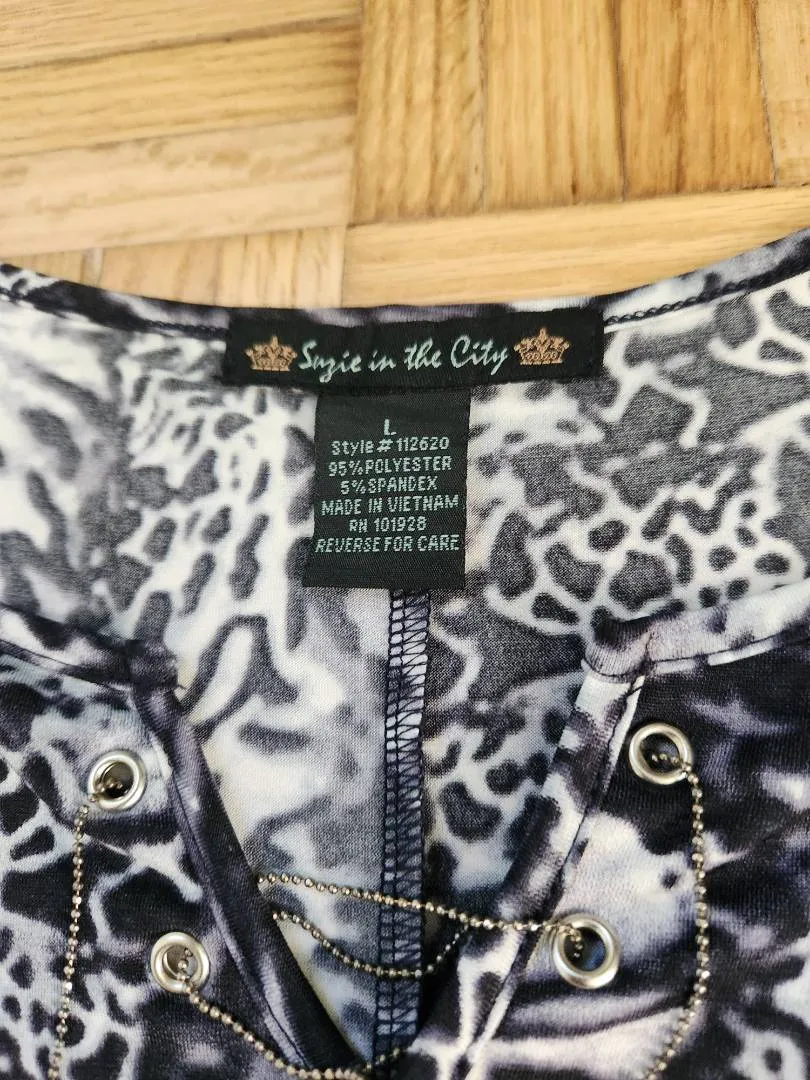 Suzie in the City
L
Style # 112620
95% POLYESTER
5% SPANDEX
MADE IN VIETNAM
RN 101928
REVERSE FOR CARE